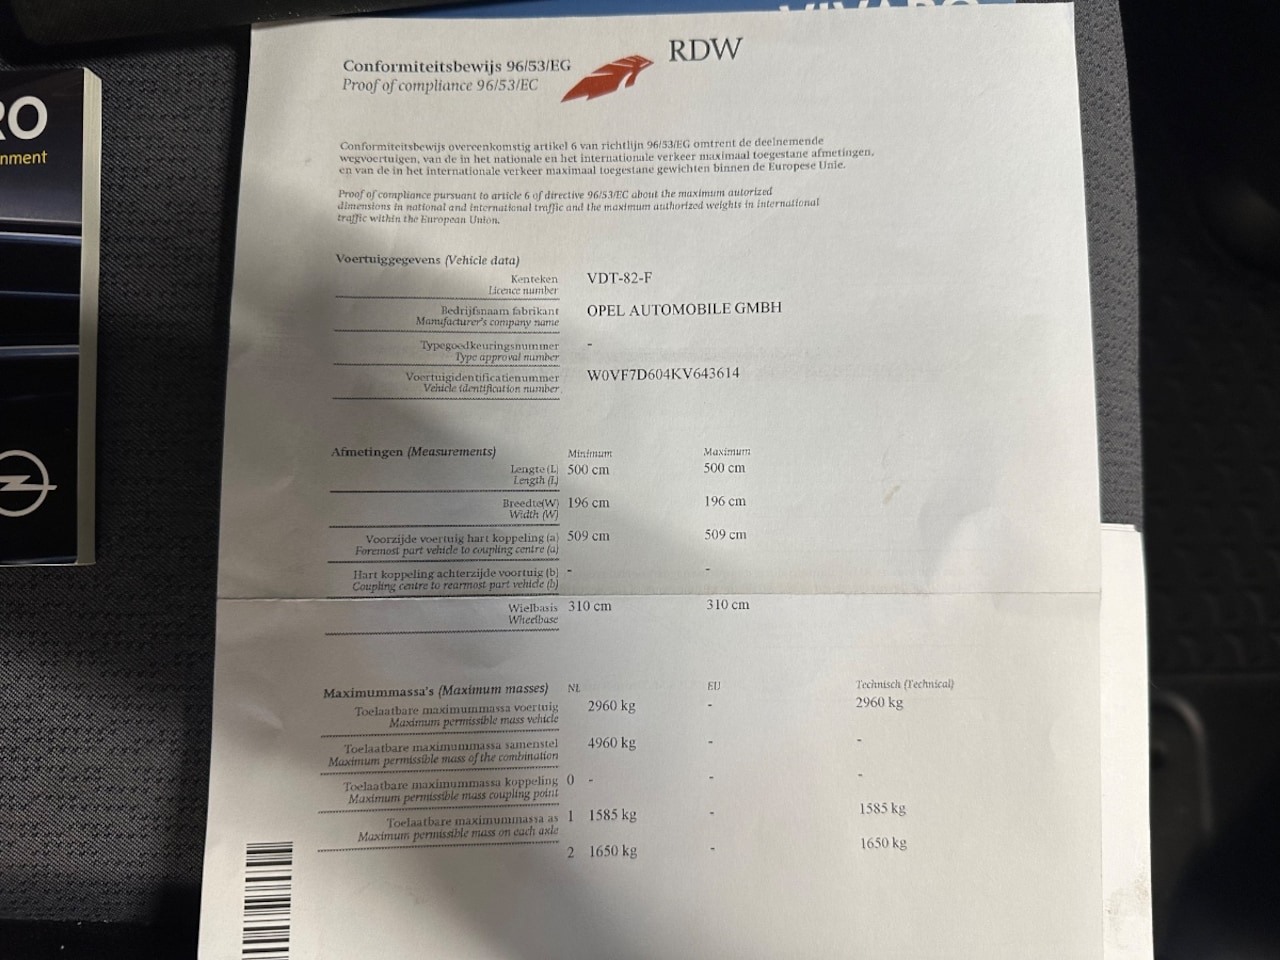 RO
nment
RDW
Conformiteitsbewijs 96/53/EG
Proof of compliance 96/53/EC
Conformiteitsbewijs overeenkomstig artikel 6 van richtlijn 96/53/EG omtrent de deelnemende
wegvoertuigen, van de in het nationale en het internationale verkeer maximaal toegestane afmetingen,
en van de in het internationale verkeer maximaal toegestane gewichten binnen de Europese Unie.
Proof of compliance pursuant to article 6 of directive 96/53/EC about the maximum autorized
dimensions in national and international traffic and the maximum authorized weights in international
traffic within the European Union.
Voertuiggegevens (Vehicle data)
Kenteken VDT-82-F
Licence number
Bedrijfsnaam fabrikant OPEL AUTOMOBILE GMBH
Manufacturer's company name
Typegoedkeuringsnummer -
Type approval number
Voertuigidentificatienummer W0VF7D604KV643614
Vehicle identification number
Afmetingen (Measurements) Minimum Maximum
Lengte (L) 500 cm 500 cm
Length (L)
Breedte(W) 196 cm 196 cm
Width (W)
Voorzijde voertuig hart koppeling (a) 509 cm 509 cm
Foremost part vehicle to coupling centre (a)
Hart koppeling achterzijde voertuig (b) - -
Coupling centre to rearmost part vehicle (b)
Wielbasis 310 cm 310 cm
Wheelbase
Maximummassa's (Maximum masses) NL EU Technisch (Technical)
Toelaatbare maximummassa voertuig 2960 kg - 2960 kg
Maximum permissible mass vehicle
Toelaatbare maximummassa samenstel 4960 kg - -
Maximum permissible mass of the combination
Toelaatbare maximummassa koppeling 0 - - -
Maximum permissible mass coupling point
Toelaatbare maximummassa as 1 1585 kg - 1585 kg
Maximum permissible mass on each axle
2 1650 kg - 1650 kg